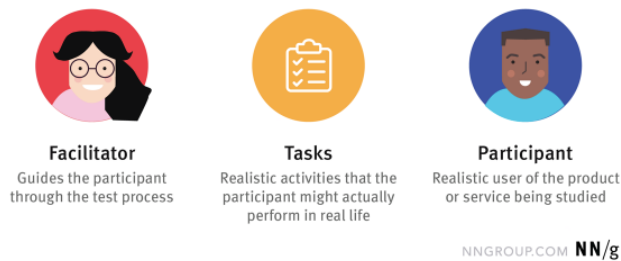 Facilitator
Guides the participant
through the test process
Tasks
Realistic activities that the
participant might actually
perform in real life
Participant
Realistic user of the product
or service being studied
NNGROUP.COM NN/g